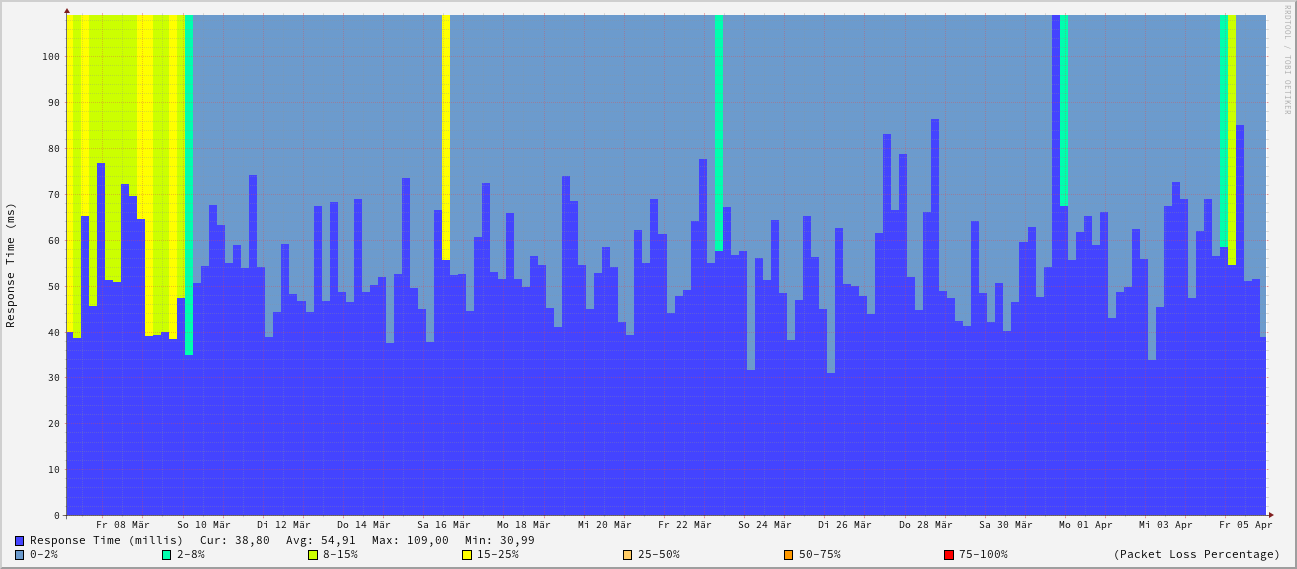 RRDTOOL / TOBI OETIKER
Response Time (ms)
100
90
80
70
60
50
40
30
20
10
0
Fr 08 Mär So 10 Mär Di 12 Mär Do 14 Mär Sa 16 Mär Mo 18 Mär Mi 20 Mär Fr 22 Mär So 24 Mär Di 26 Mär Do 28 Mär Sa 30 Mär Mo 01 Apr Mi 03 Apr Fr 05 Apr
Response Time (millis) Cur: 38,80 Avg: 54,91 Max: 109,00 Min: 30,99
0-2% 2-8% 8-15% 15-25% 25-50% 50-75% 75-100% (Packet Loss Percentage)